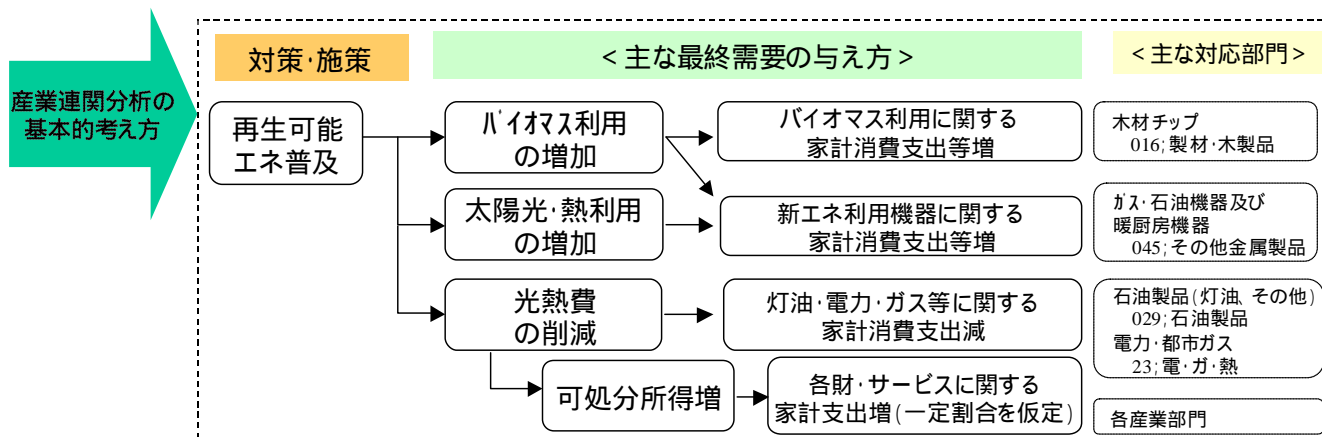 産業連関分析の
基本的考え方
対策･施策
<主な最終需要の与え方>
<主な対応部門>
再生可能
エネ普及
ﾊﾞｲｵﾏｽ利用
の増加
バイオマス利用に関する
家計消費支出等増
木材チップ
016;製材･木製品
太陽光･熱利用
の増加
新エネ利用機器に関する
家計消費支出等増
ｶﾞｽ･石油機器及び
暖厨房機器
045;その他金属製品
光熱費
の削減
灯油･電力･ガス等に関する
家計消費支出減
石油製品(灯油、その他)
029;石油製品
電力･都市ガス
23;電･ガ･熱
可処分所得増
各財･サービスに関する
家計支出増(一定割合を仮定)
各産業部門